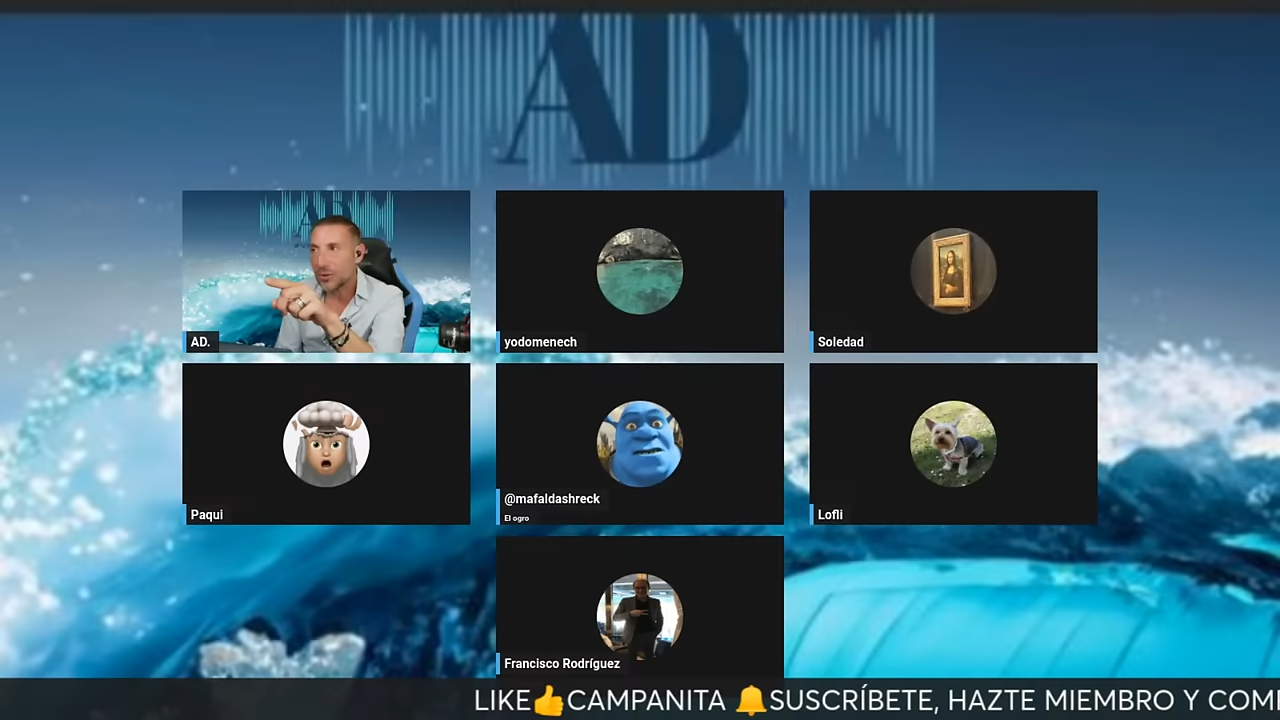 AD
AD.
yodomenech
Soledad
Paqui
@mafaldashreck
El ogro
Lofli
Francisco Rodríguez
LIKE👍CAMPANITA 🔔SUSCRÍBETE, HAZTE MIEMBRO Y COM